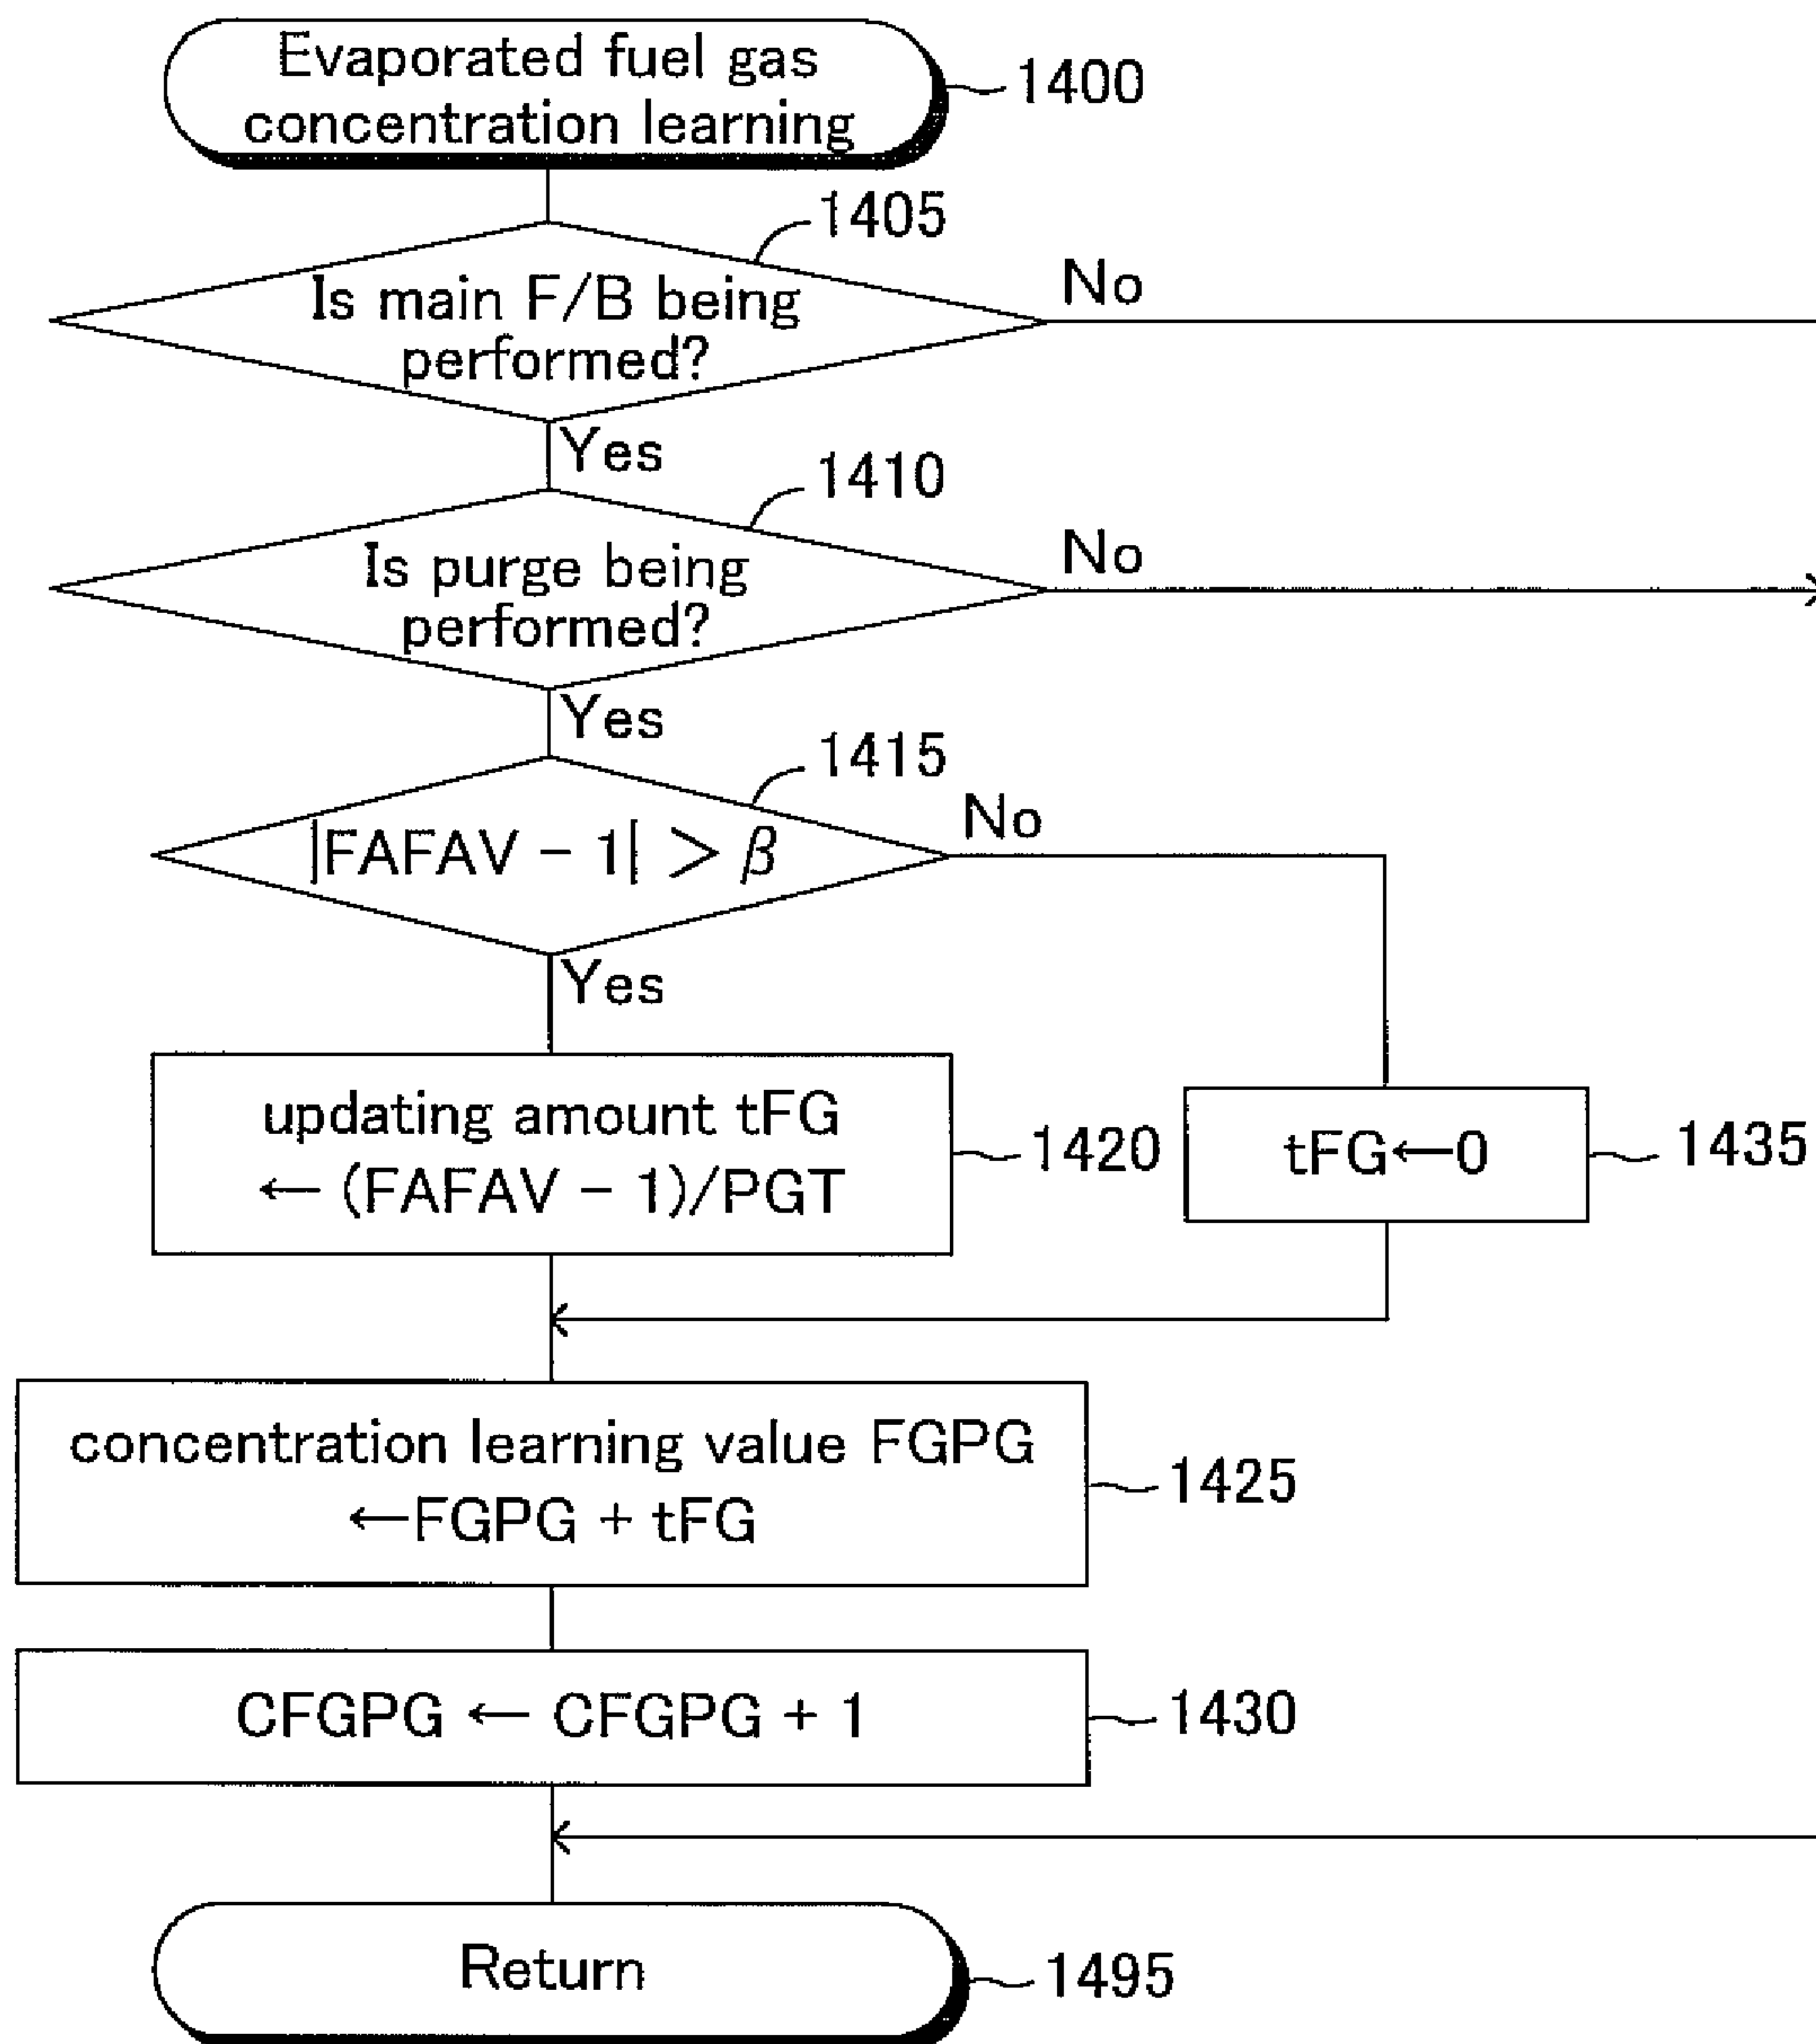 Evaporated fuel gas
concentration learning
1400
1405
Is main F/B being
performed?
No
Yes
1410
Is purge being
performed?
No
Yes
1415
|FAFAV - 1| > β
No
Yes
updating amount tFG
← (FAFAV - 1)/PGT
1420
tFG←0
1435
concentration learning value FGPG
←FGPG + tFG
1425
CFGPG ← CFGPG + 1
1430
Return
1495